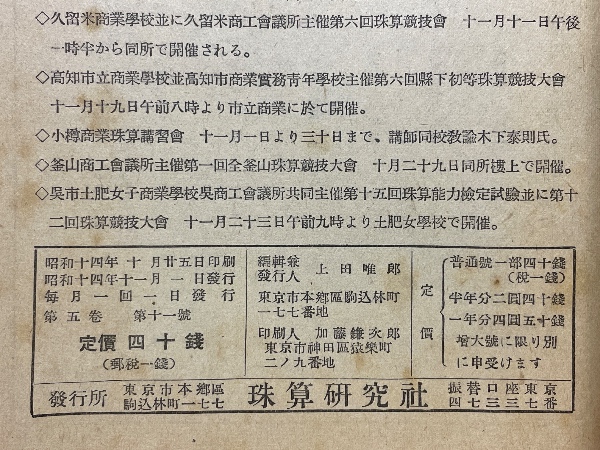 ◇久留米商業學校並に久留米商工會議所主催第六回珠算競技會　十一月十一日午後
一時半から同所で開催される。
◇高知市立商業學校並高知市商業實務青年學校主催第六回縣下初等珠算競技大會
十一月十九日午前八時より市立商業に於て開催。
◇小樽商業珠算講習會　十一月一日より三十日まで、講師同校教諭木下泰則氏。
◇釜山商工會議所主催第一回全釜山珠算競技大會　十月二十九日同所樓上で開催。
◇吳市土肥女子商業學校吳商工會議所共同主催第十五回珠算能力檢定試驗並に第十
二回珠算競技大會　十一月二十三日午前九時より土肥女學校で開催。
昭和十四年十月廿五日印刷
昭和十四年十一月一日發行
每月一回一日發行
第五卷　第十一號
定價四十錢
(郵稅一錢)
編輯兼
發行人　上田唯郎
東京市本鄉區駒込林町
一七七番地
印刷人　加藤鎌次郎
東京市神田區猿樂町
二ノ九番地
定價
普通號一部四十錢
(稅一錢)
半年分二圓四十錢
一年分四圓五十錢
增大號に限り別
に申受けます
發行所
東京市本鄉區
駒込林町一七七
珠算研究社
振替口座東京
四七三三七番